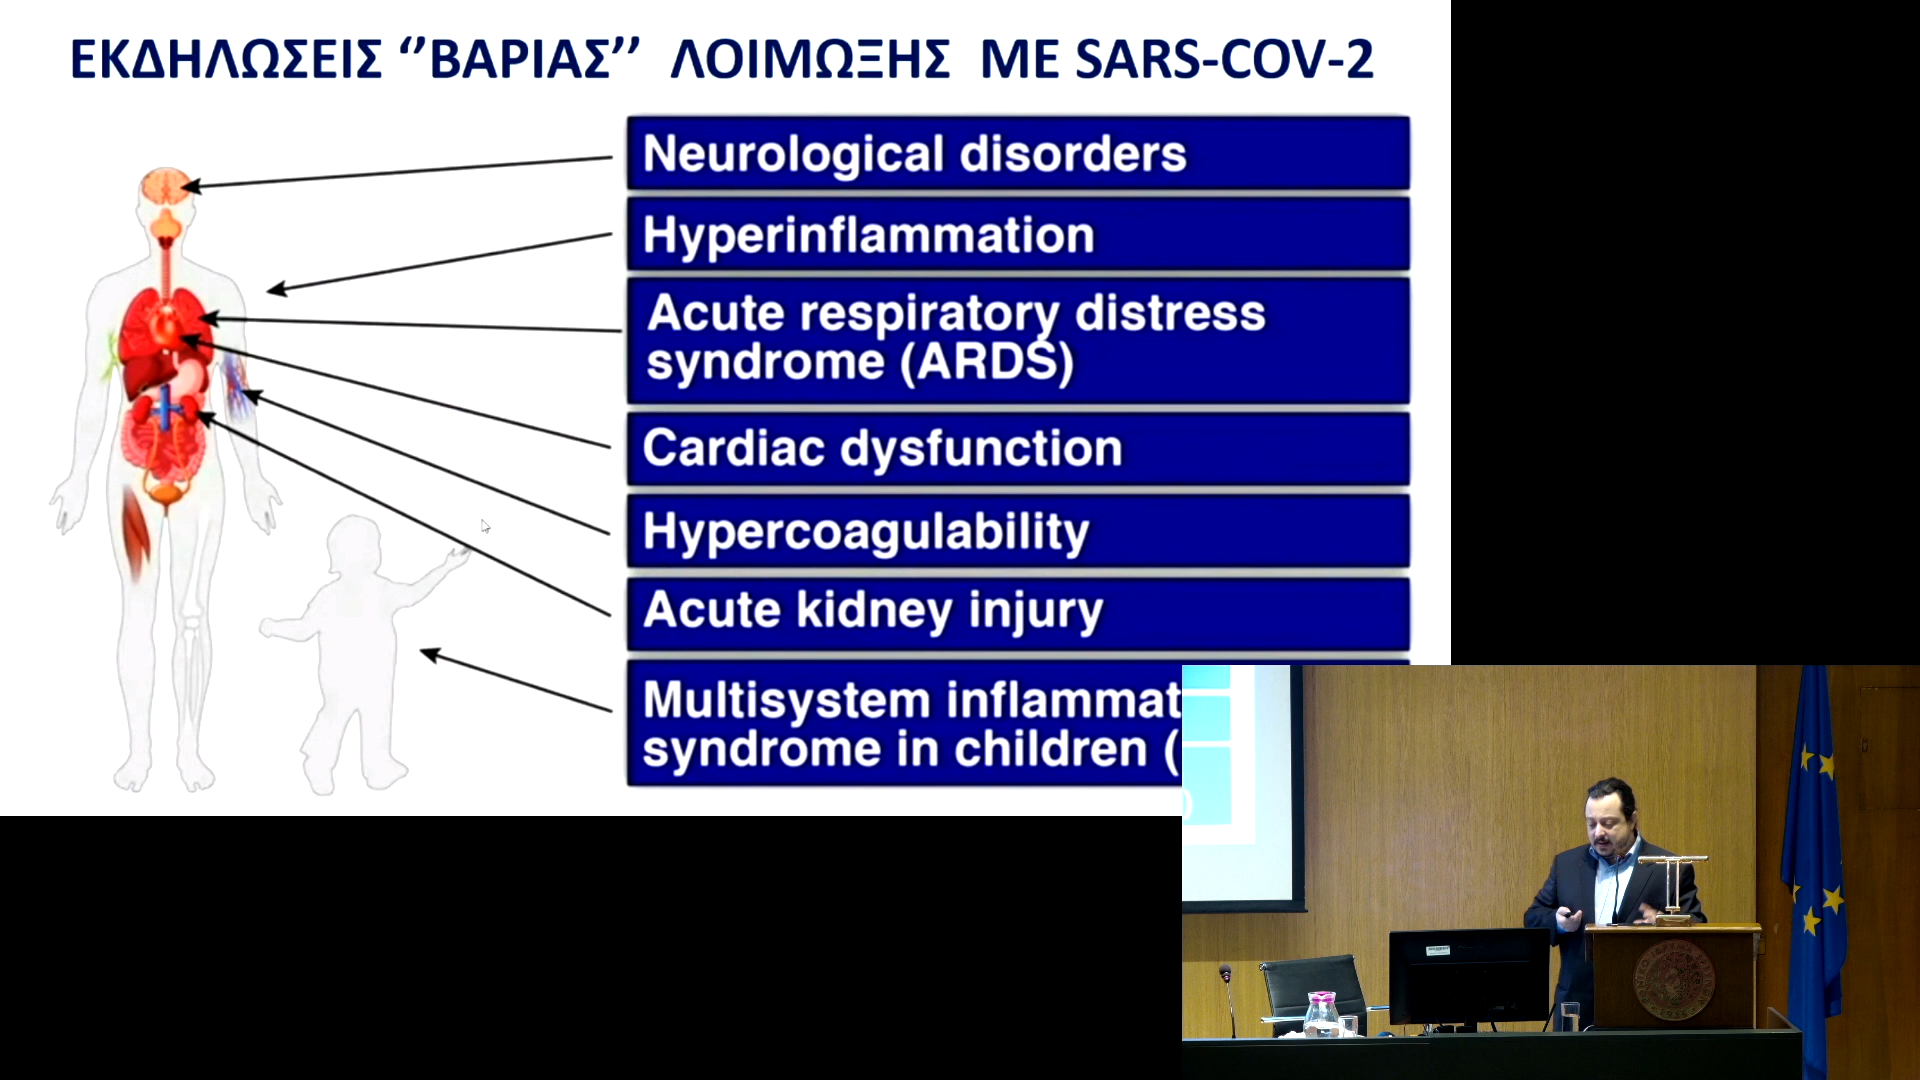 ΕΚΔΗΛΩΣΕΙΣ ‘’ΒΑΡΙΑΣ’’ ΛΟΙΜΩΞΗΣ ΜΕ SARS-COV-2
Neurological disorders
Hyperinflammation
Acute respiratory distress
syndrome (ARDS)
Cardiac dysfunction
Hypercoagulability
Acute kidney injury
Multisystem inflammat
syndrome in children (